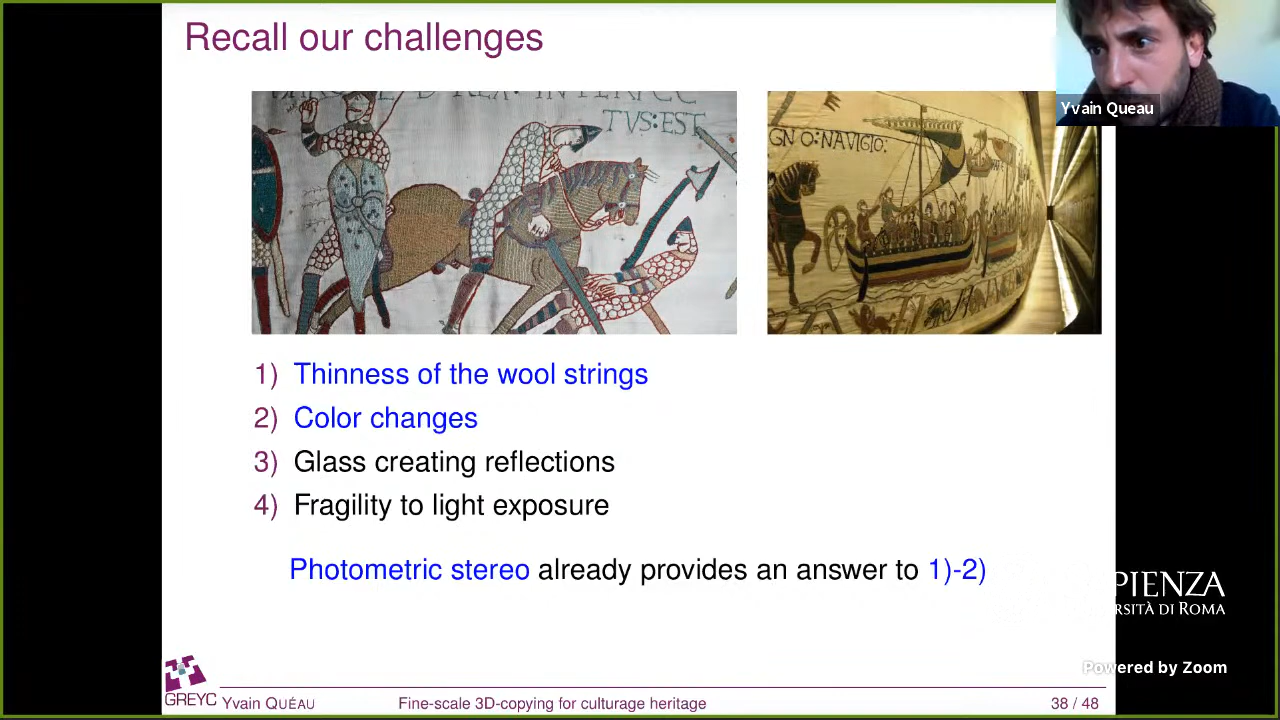 Recall our challenges
Yvain Queau
TVS:EST
GN O:NAVIGIO:
1) Thinness of the wool strings
2) Color changes
3) Glass creating reflections
4) Fragility to light exposure
Photometric stereo already provides an answer to 1)-2)
PIENZA
RSITÀ DI ROMA
Powered by Zoom
GREYC
Yvain QUÉAU
Fine-scale 3D-copying for culturage heritage
38 / 48